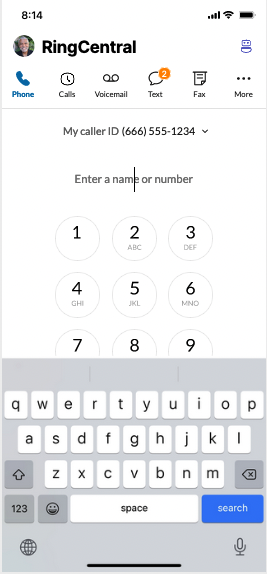 8:14
RingCentral
2
Phone Calls Voicemail Text Fax More
My caller ID (666) 555-1234
Enter a name or number
1 2 3
ABC DEF
4 5 6
GHI JKL MNO
7 8 9
q w e r t y u i o p
a s d f g h j k l
z x c v b n m
123 space search